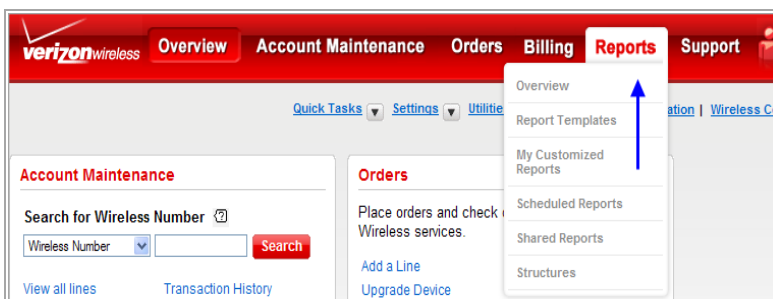 verizonwireless Overview Account Maintenance Orders Billing Reports Support
Quick Tasks Settings Utilitie ation | Wireless C
Overview
Report Templates
My Customized
Reports
Scheduled Reports
Shared Reports
Structures
Account Maintenance
Search for Wireless Number
Wireless Number Search
View all lines Transaction History
Orders
Place orders and check
Wireless services.
Add a Line
Upgrade Device